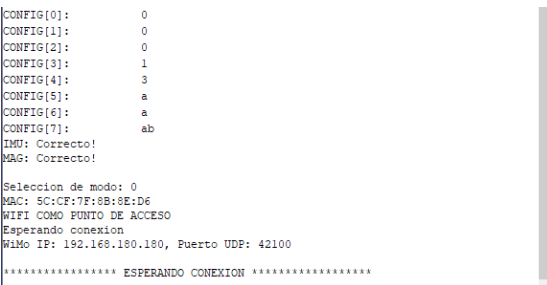 CONFIG[0]: 0
CONFIG[1]: 0
CONFIG[2]: 0
CONFIG[3]: 1
CONFIG[4]: 3
CONFIG[5]: a
CONFIG[6]: a
CONFIG[7]: ab
IMU: Correcto!
MAG: Correcto!
Seleccion de modo: 0
MAC: 5C:CF:7F:8B:8E:D6
WIFI COMO PUNTO DE ACCESO
Esperando conexion
WiMo IP: 192.168.180.180, Puerto UDP: 42100
***************** ESPERANDO CONEXION ******************